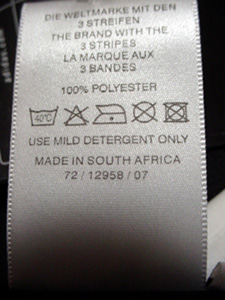 DIE WELTMARKE MIT DEN
3 STREIFEN
THE BRAND WITH THE
3 STRIPES
LA MARQUE AUX
3 BANDES
100% POLYESTER
40°C
USE MILD DETERGENT ONLY
MADE IN SOUTH AFRICA
72 / 12958 / 07